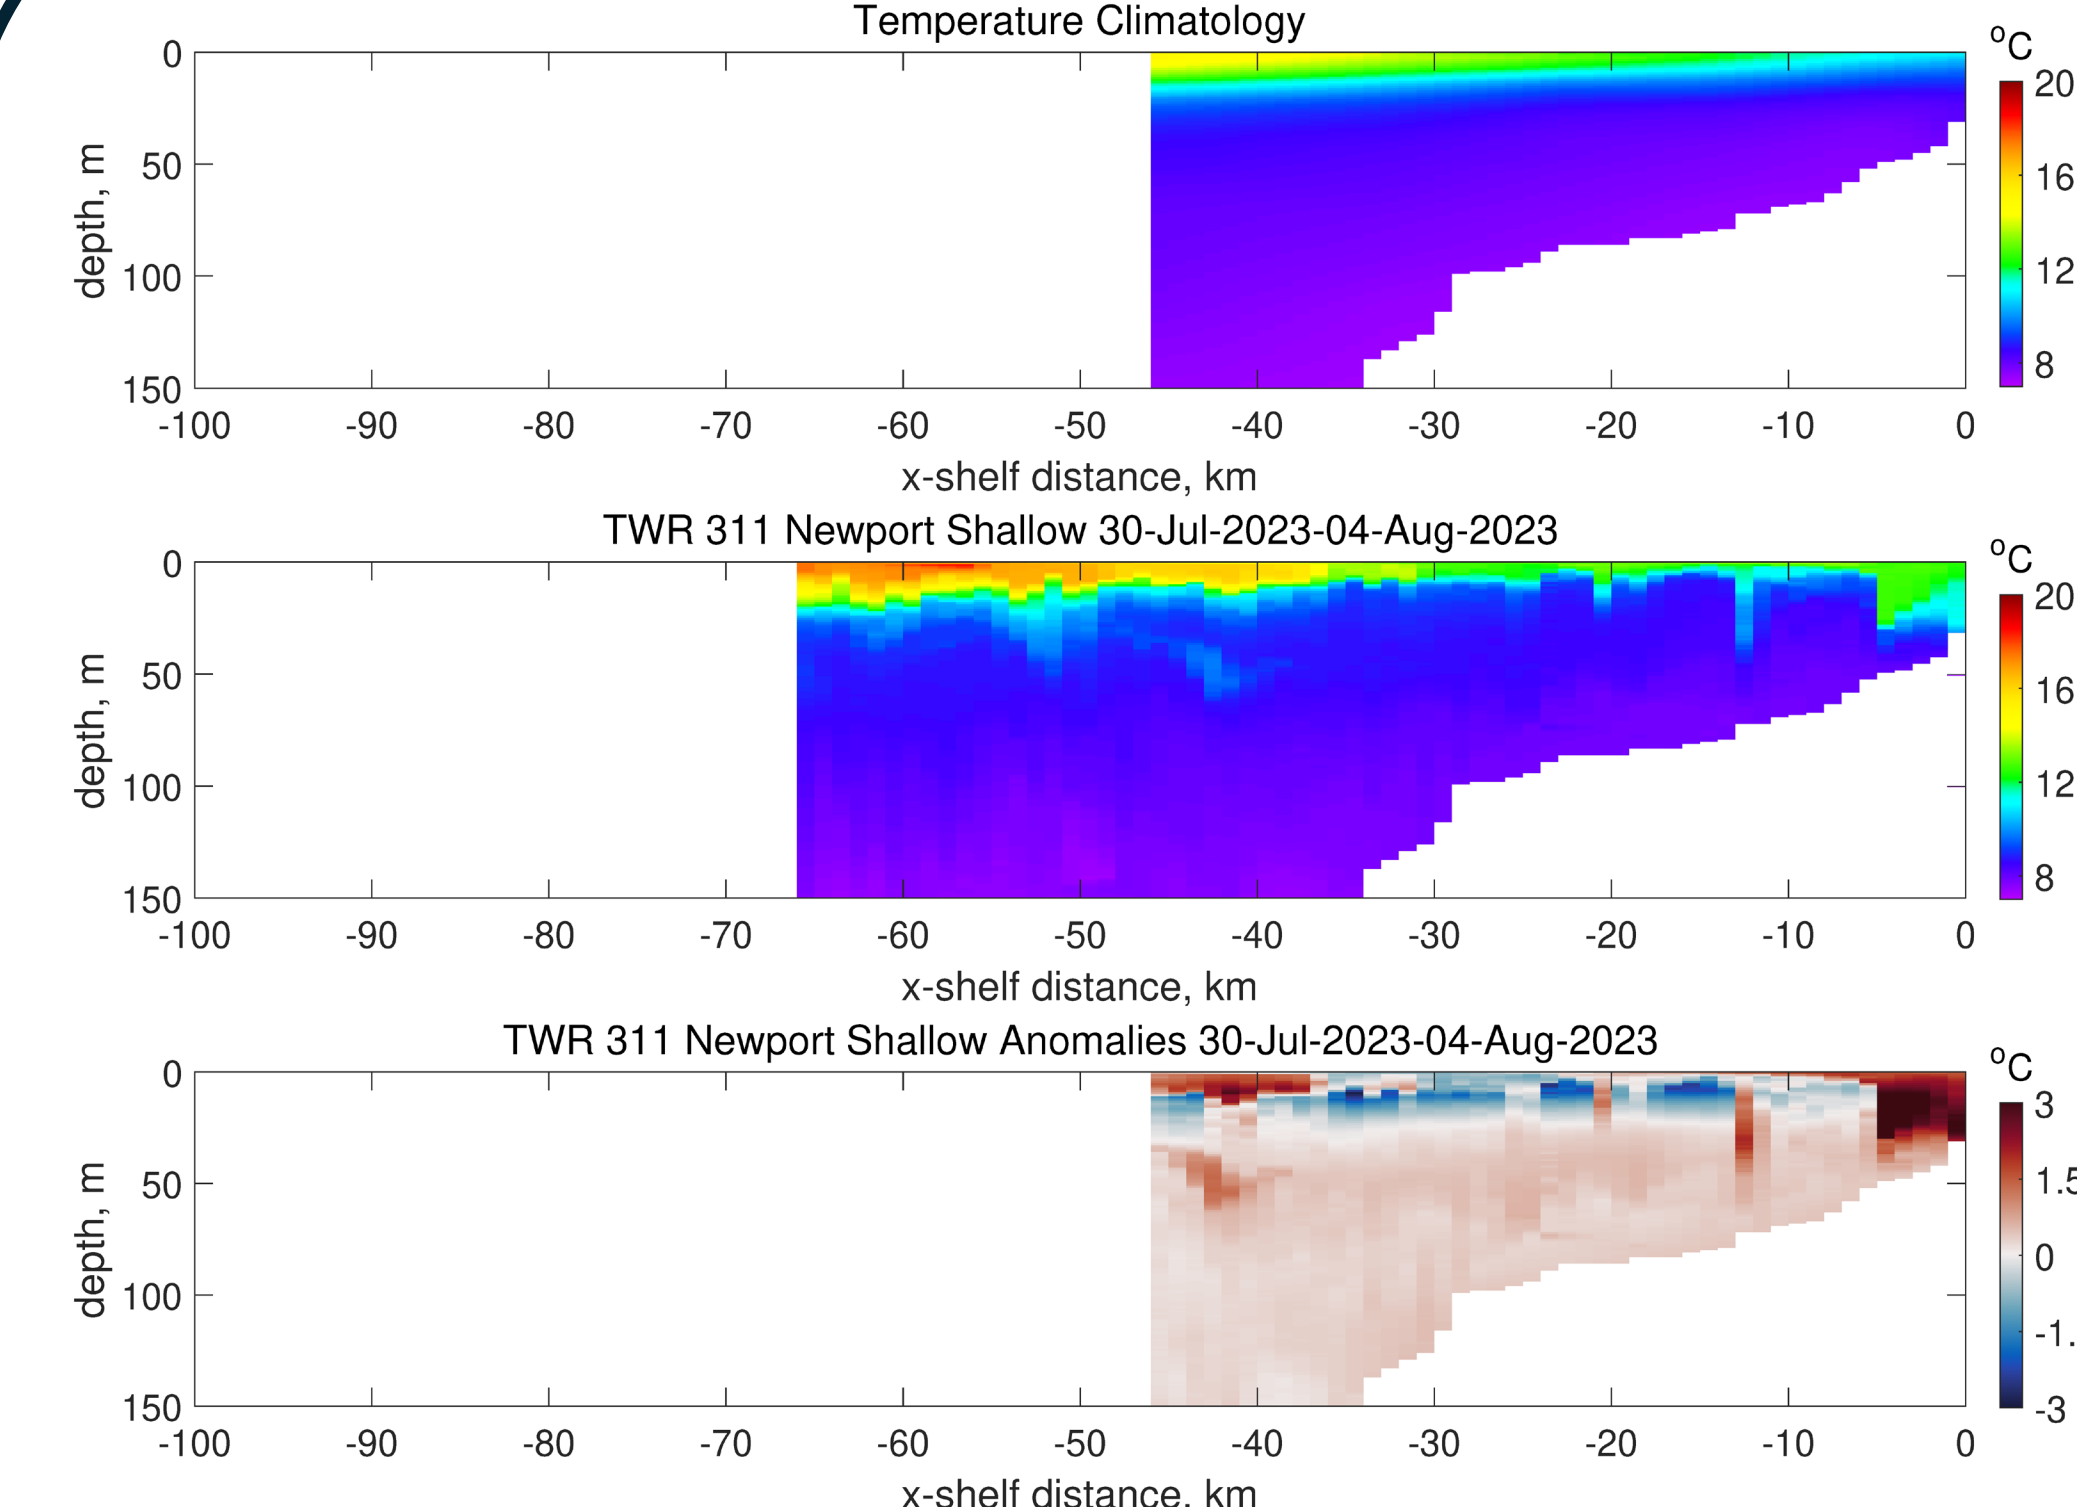 Temperature Climatology
°C
0
50
100
150
depth, m
20
16
12
8
-100 -90 -80 -70 -60 -50 -40 -30 -20 -10 0
x-shelf distance, km
TWR 311 Newport Shallow 30-Jul-2023-04-Aug-2023
°C
0
50
100
150
depth, m
20
16
12
8
-100 -90 -80 -70 -60 -50 -40 -30 -20 -10 0
x-shelf distance, km
TWR 311 Newport Shallow Anomalies 30-Jul-2023-04-Aug-2023
°C
0
50
100
150
depth, m
3
1.5
0
-1.
-3
-100 -90 -80 -70 -60 -50 -40 -30 -20 -10 0
x-shelf distance, km